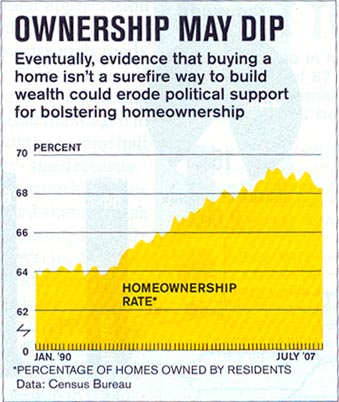 OWNERSHIP MAY DIP
Eventually, evidence that buying a
home isn't a surefire way to build
wealth could erode political support
for bolstering homeownership
PERCENT
70
68
66
64
62
0
HOMEOWNERSHIP
RATE*
JAN. '90
JULY '07
*PERCENTAGE OF HOMES OWNED BY RESIDENTS
Data: Census Bureau